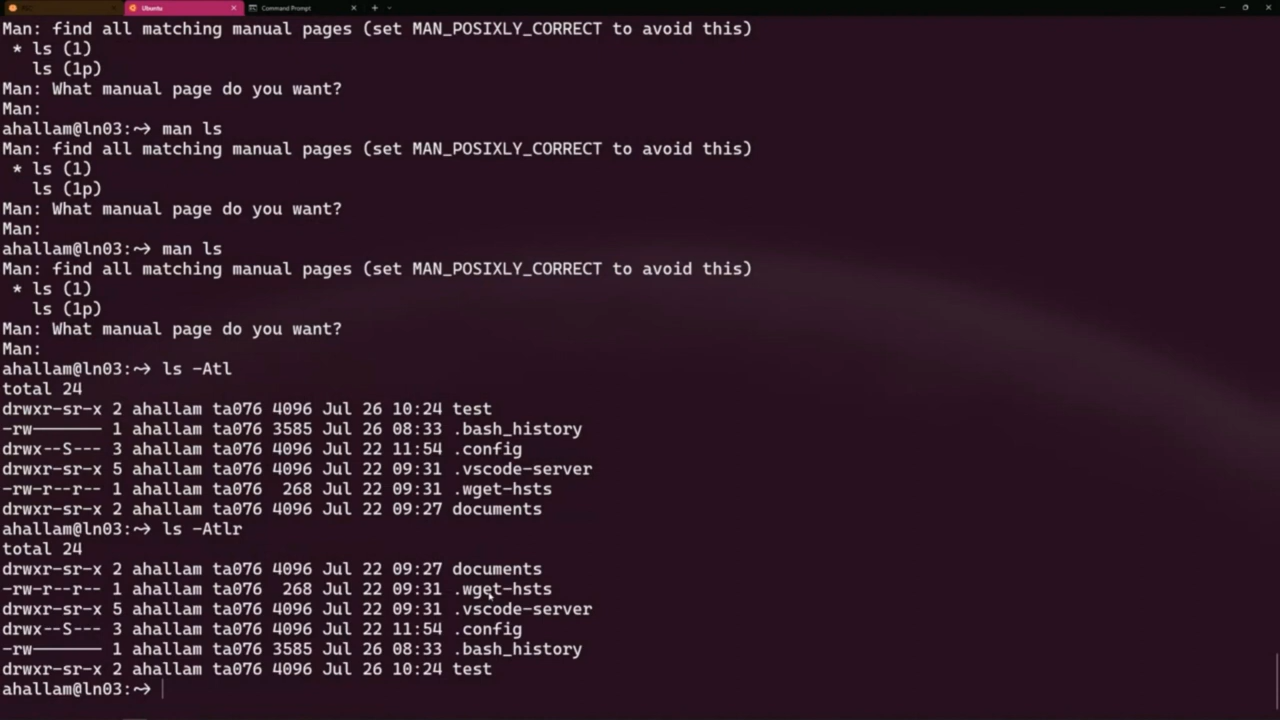 Ubuntu
Command Prompt
Man: find all matching manual pages (set MAN_POSIXLY_CORRECT to avoid this)
* ls (1)
ls (1p)
Man: What manual page do you want?
Man:
ahallam@ln03:~> man ls
Man: find all matching manual pages (set MAN_POSIXLY_CORRECT to avoid this)
* ls (1)
ls (1p)
Man: What manual page do you want?
Man:
ahallam@ln03:~> man ls
Man: find all matching manual pages (set MAN_POSIXLY_CORRECT to avoid this)
* ls (1)
ls (1p)
Man: What manual page do you want?
Man:
ahallam@ln03:~> ls -Atl
total 24
drwxr-sr-x 2 ahallam ta076 4096 Jul 26 10:24 test
-rw------- 1 ahallam ta076 3585 Jul 26 08:33 .bash_history
drwx--S--- 3 ahallam ta076 4096 Jul 22 11:54 .config
drwxr-sr-x 5 ahallam ta076 4096 Jul 22 09:31 .vscode-server
-rw-r--r-- 1 ahallam ta076  268 Jul 22 09:31 .wget-hsts
drwxr-sr-x 2 ahallam ta076 4096 Jul 22 09:27 documents
ahallam@ln03:~> ls -Atlr
total 24
drwxr-sr-x 2 ahallam ta076 4096 Jul 22 09:27 documents
-rw-r--r-- 1 ahallam ta076  268 Jul 22 09:31 .wget-hsts
drwxr-sr-x 5 ahallam ta076 4096 Jul 22 09:31 .vscode-server
drwx--S--- 3 ahallam ta076 4096 Jul 22 11:54 .config
-rw------- 1 ahallam ta076 3585 Jul 26 08:33 .bash_history
drwxr-sr-x 2 ahallam ta076 4096 Jul 26 10:24 test
ahallam@ln03:~>